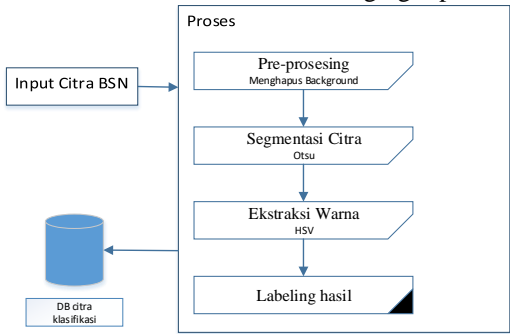 Proses
Input Citra BSN
Pre-prosesing
Menghapus Background
Segmentasi Citra
Otsu
Ekstraksi Warna
HSV
Labeling hasil
DB citra
klasifikasi